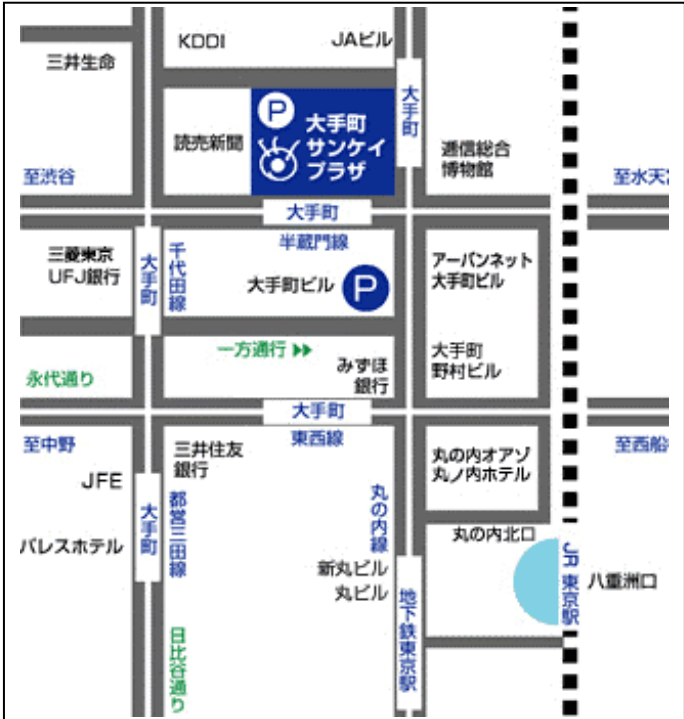 KDDI
JAビル
三井生命
P
大手町
サンケイ
プラザ
大手町
読売新聞
逓信総合
博物館
至渋谷
至水天宮
大手町
半蔵門線
三菱東京
UFJ銀行
大手町
千代田線
大手町ビル
P
アーバンネット
大手町ビル
一方通行
みずほ
銀行
大手町
野村ビル
永代通り
大手町
東西線
至中野
至西船
三井住友
銀行
丸の内オアゾ
丸ノ内ホテル
JFE
大手町
都営三田線
丸の内線
パレスホテル
丸の内北口
新丸ビル
丸ビル
地下鉄東京駅
JR 東京駅
八重洲口
日比谷通り